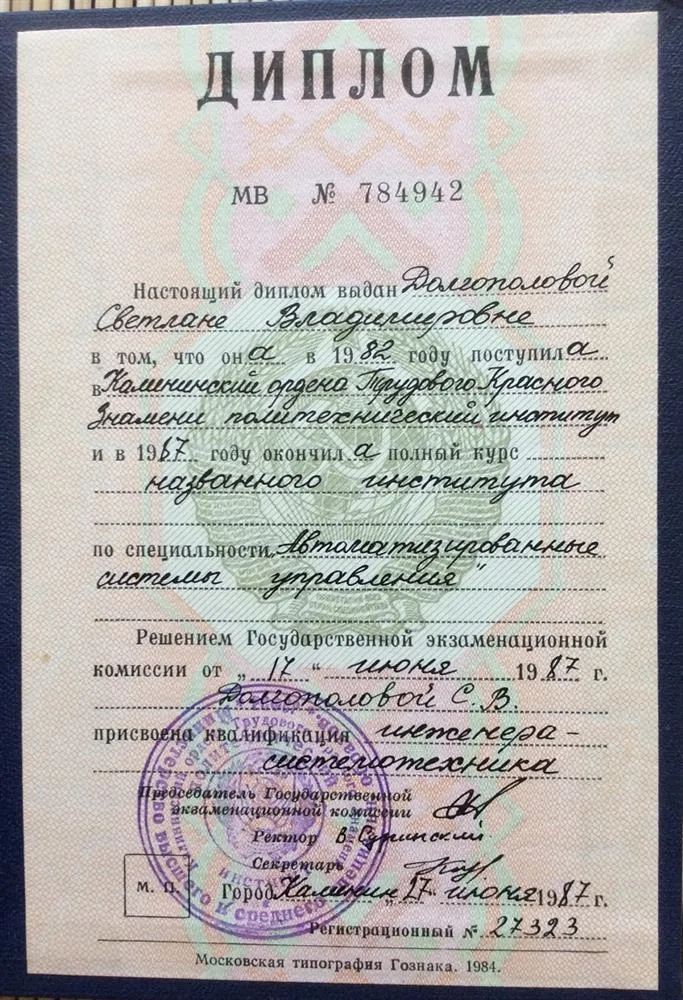 ДИПЛОМ
МВ № 784942
Настоящий диплом выдан Долгополовой
Светлане Владимировне
в том, что она в 1982 году поступила
в Калининский ордена Трудового Красного
Знамени политехнический институт
и в 1987 году окончила полный курс
названного института
по специальности „Автоматизированные
системы управления"
Решением Государственной экзаменационной
комиссии от „17" июня 1987 г.
Долгополовой С. В.
присвоена квалификация инженера-
системотехника
Председатель Государственной
экзаменационной комиссии
Ректор
Секретарь
М. П.
Город Калинин „17" июня 1987 г.
Регистрационный № 27323
Московская типография Гознака. 1984.